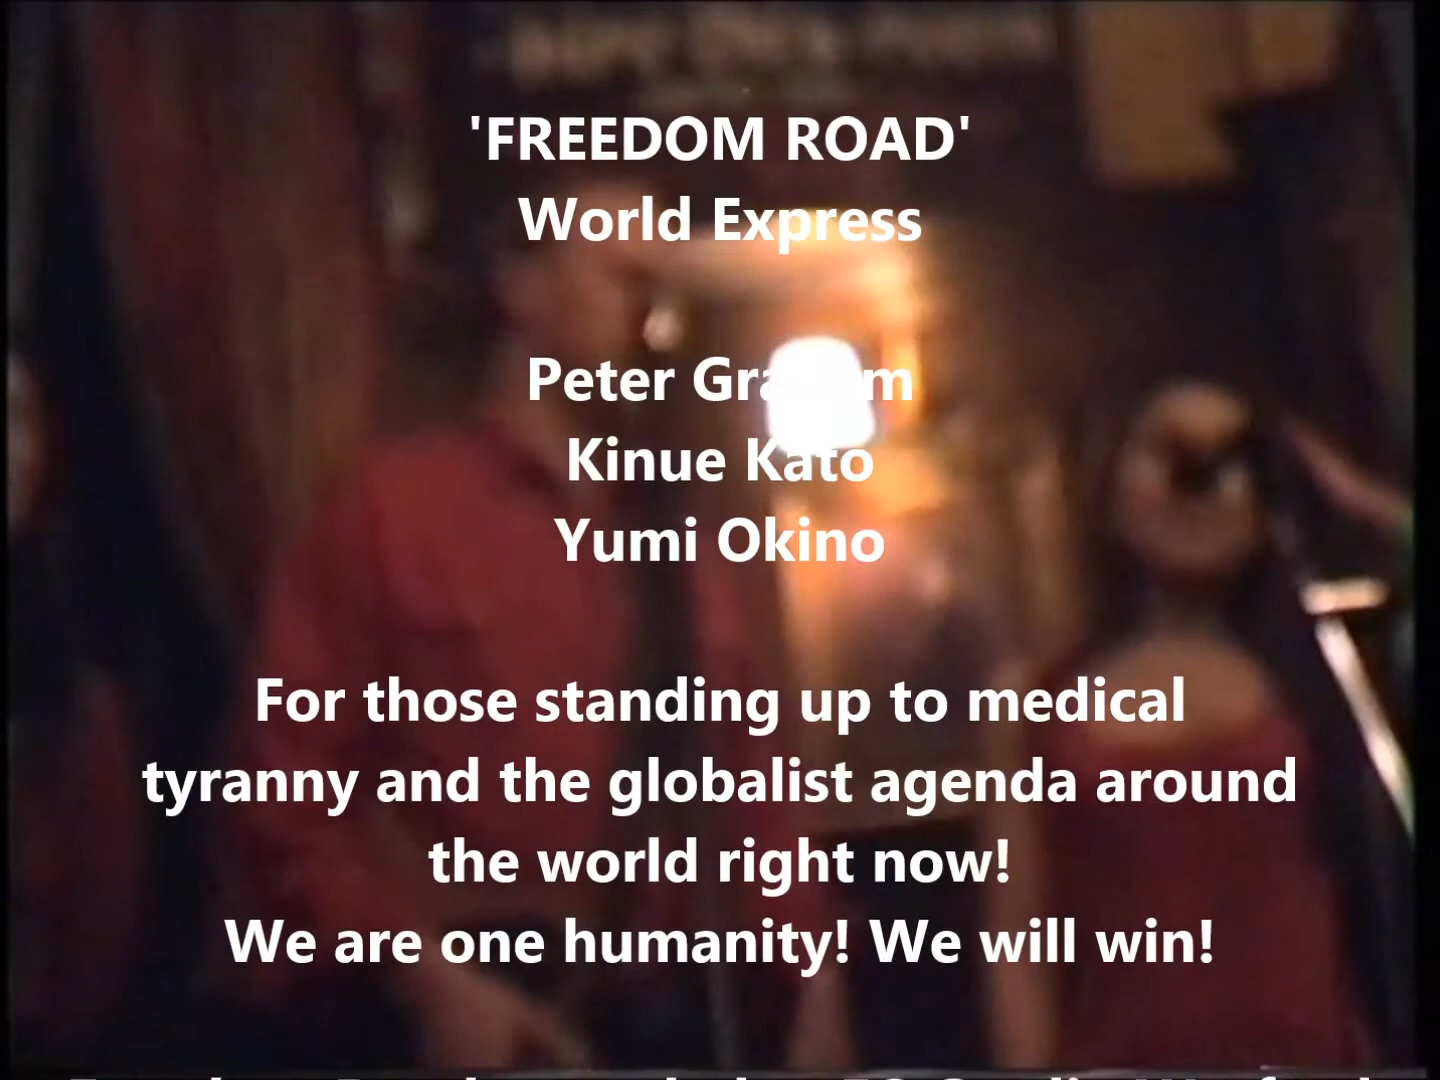 'FREEDOM ROAD'
World Express
Peter Graham
Kinue Kato
Yumi Okino
For those standing up to medical
tyranny and the globalist agenda around
the world right now!
We are one humanity! We will win!